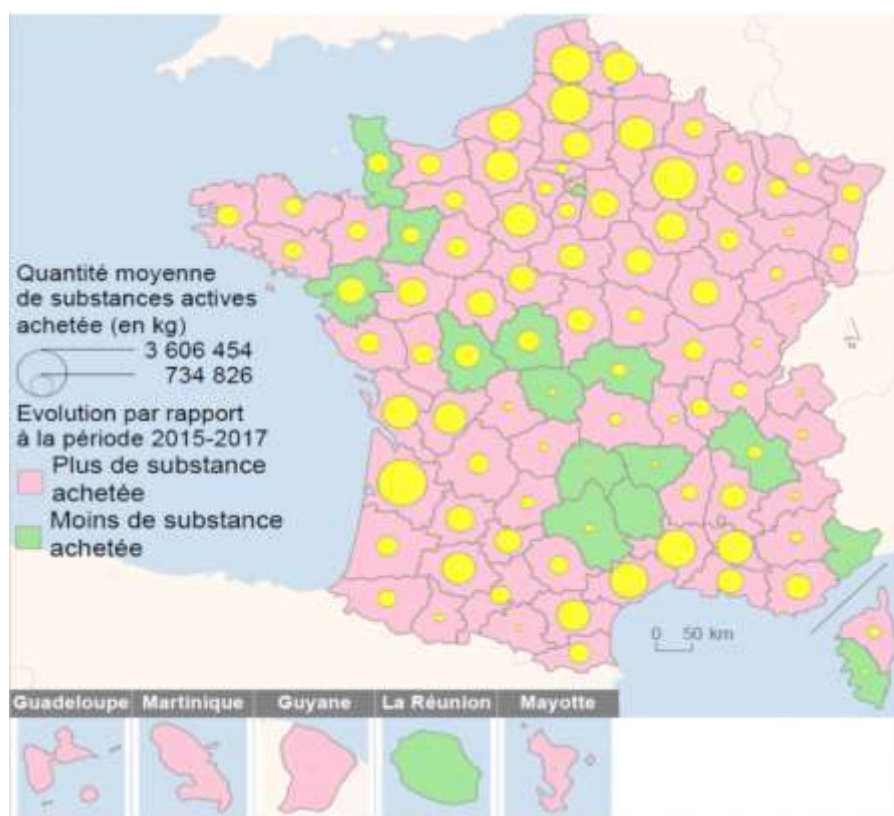 Quantité moyenne
de substances actives
achetée (en kg)
3 606 454
734 826
Evolution par rapport
à la période 2015-2017
Plus de substance
achetée
Moins de substance
achetée
0 50 km
Guadeloupe Martinique Guyane La Réunion Mayotte